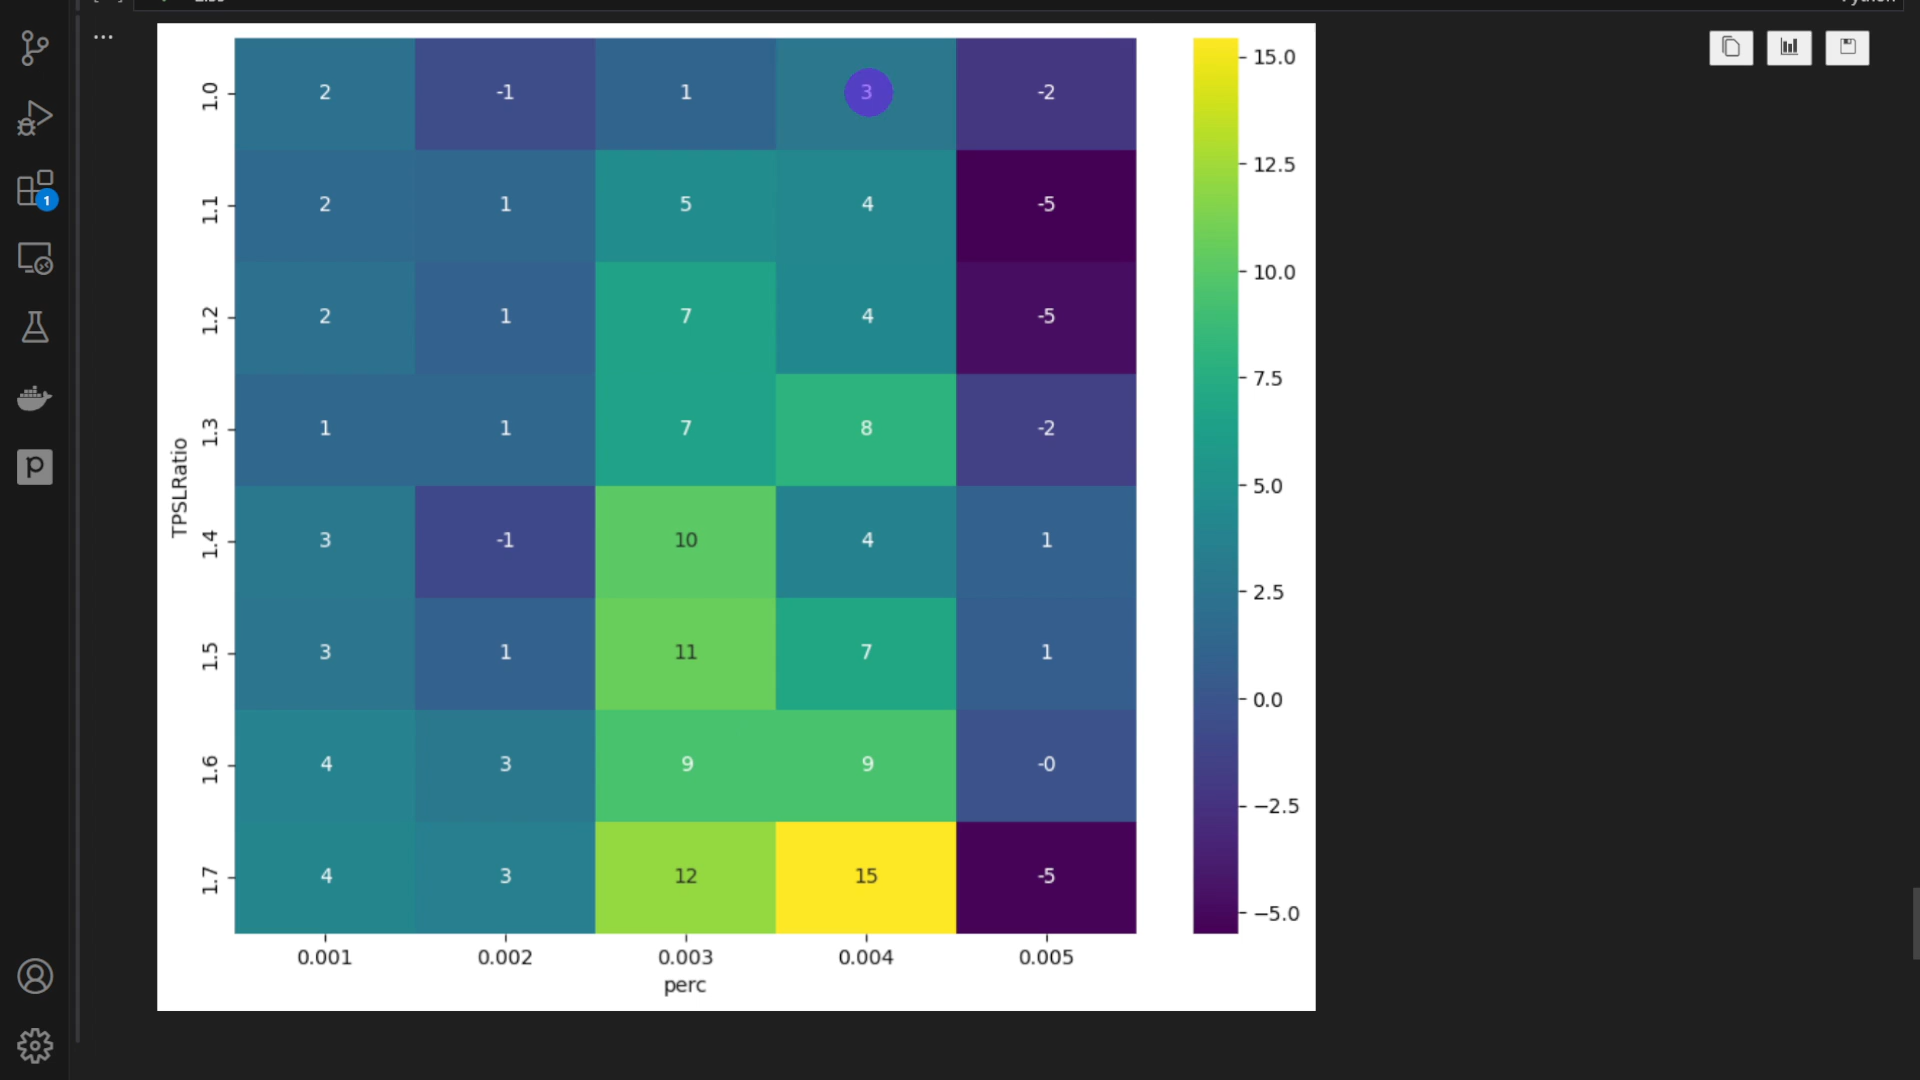 Python
1
2 -1 1 3 -2
2 1 5 4 -5
2 1 7 4 -5
1 1 7 8 -2
3 -1 10 4 1
3 1 11 7 1
4 3 9 9 -0
4 3 12 15 -5
1.0
1.1
1.2
1.3
1.4
1.5
1.6
1.7
TPSLRatio
0.001 0.002 0.003 0.004 0.005
perc
15.0
12.5
10.0
7.5
5.0
2.5
0.0
−2.5
−5.0